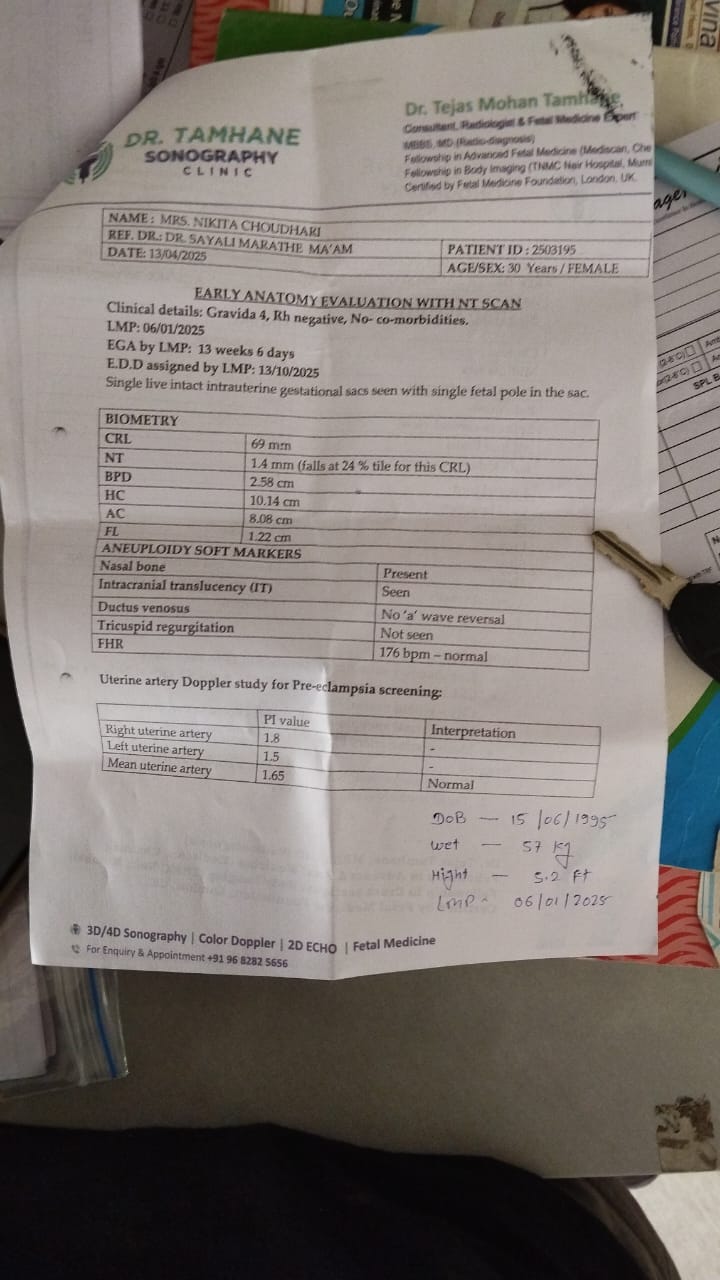 DR. TAMHANE
SONOGRAPHY
CLINIC
Dr. Tejas Mohan Tamhane,
Consultant, Radiologist & Fetal Medicine Expert
MBBS, MD (Radio-diagnosis)
Fellowship in Advanced Fetal Medicine (Mediscan, Che
Fellowship in Body Imaging (TNMC Nair Hospital, Mum
Certified by Fetal Medicine Foundation, London, UK.
NAME : MRS. NIKITA CHOUDHARI
REF. DR.: DR. SAYALI MARATHE MA'AM
PATIENT ID : 2503195
DATE: 13/04/2025
AGE/SEX: 30 Years / FEMALE
EARLY ANATOMY EVALUATION WITH NT SCAN
Clinical details: Gravida 4, Rh negative, No- co-morbidities.
LMP: 06/01/2025
EGA by LMP: 13 weeks 6 days
E.D.D assigned by LMP: 13/10/2025
Single live intact intrauterine gestational sacs seen with single fetal pole in the sac.
BIOMETRY
CRL 69 mm
NT 1.4 mm (falls at 24 % tile for this CRL)
BPD 2.58 cm
HC 10.14 cm
AC 8.08 cm
FL 1.22 cm
ANEUPLOIDY SOFT MARKERS
Nasal bone Present
Intracranial translucency (IT) Seen
Ductus venosus No 'a' wave reversal
Tricuspid regurgitation Not seen
FHR 176 bpm – normal
Uterine artery Doppler study for Pre-eclampsia screening:
PI value Interpretation
Right uterine artery 1.8 -
Left uterine artery 1.5 -
Mean uterine artery 1.65 Normal
DOB — 15/06/1995
wet — 57 kg
Hight — 5.2 Ft
LMP - 06/01/2025
3D/4D Sonography | Color Doppler | 2D ECHO | Fetal Medicine
For Enquiry & Appointment +91 96 8282 5656